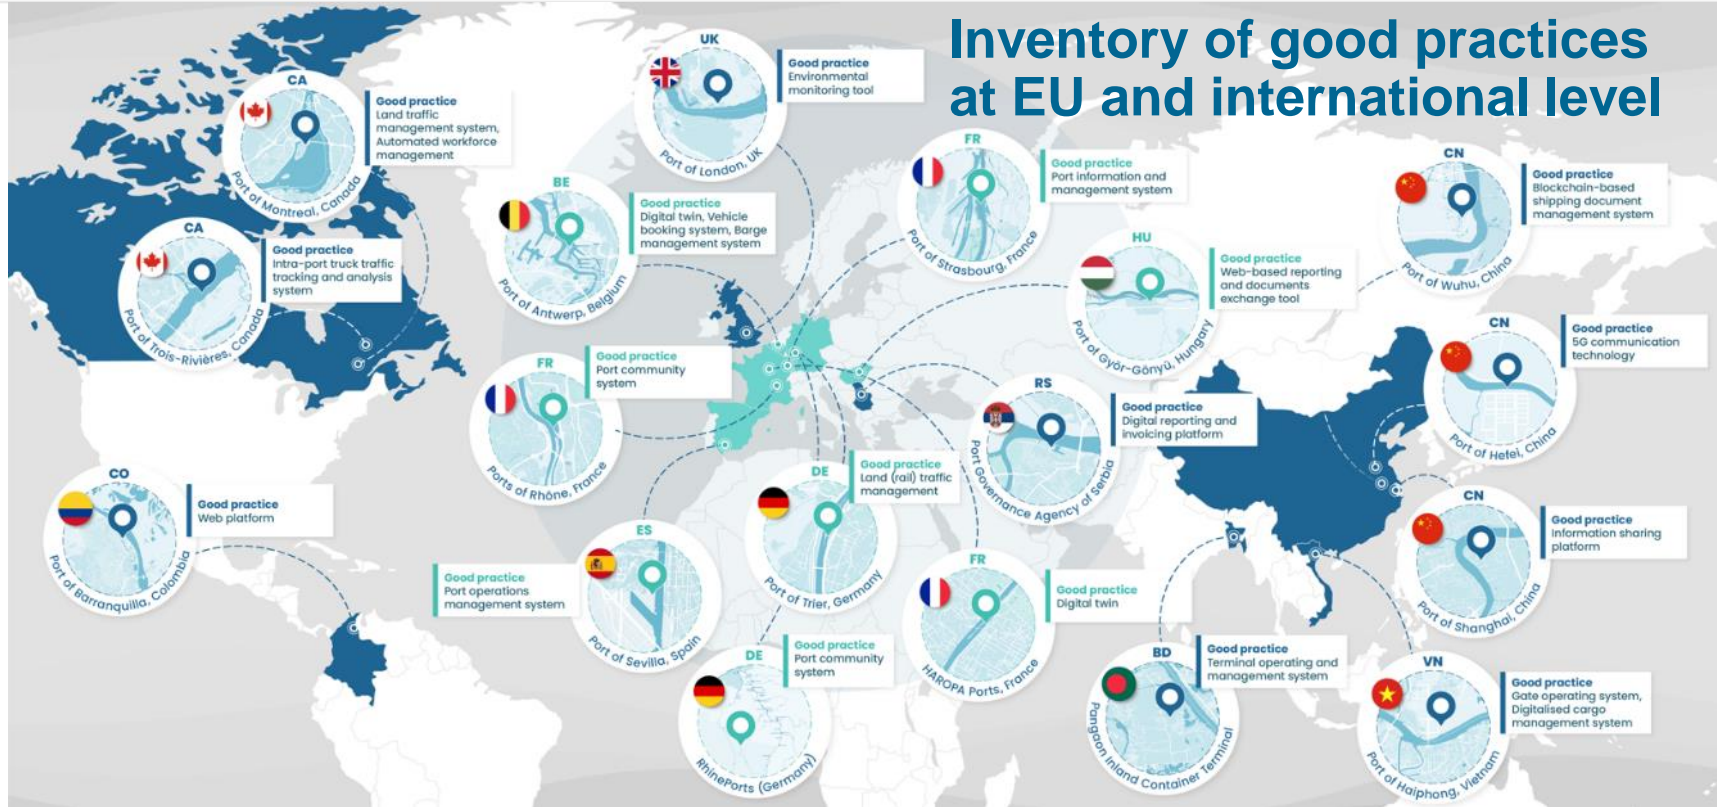 Inventory of good practices
at EU and international level
CA
Port of Montreal, Canada
Good practice
Land traffic
management system,
Automated workforce
management
CA
Port of Trois-Rivières, Canada
Good practice
Intra-port truck traffic
tracking and analysis
system
UK
Port of London, UK
Good practice
Environmental
monitoring tool
BE
Port of Antwerp, Belgium
Good practice
Digital twin, Vehicle
booking system, Barge
management system
FR
Port of Strasbourg, France
Good practice
Port information and
management system
HU
Port of Győr-Gönyű, Hungary
Good practice
Web-based reporting
and documents
exchange tool
CN
Port of Wuhu, China
Good practice
Blockchain-based
shipping document
management system
CN
Port of Hefei, China
Good practice
5G communication
technology
FR
Ports of Rhône, France
Good practice
Port community
system
RS
Port Governance Agency of Serbia
Good practice
Digital reporting and
invoicing platform
CO
Port of Barranquilla, Colombia
Good practice
Web platform
DE
Port of Trier, Germany
Good practice
Land (rail) traffic
management
CN
Port of Shanghai, China
Good practice
Information sharing
platform
ES
Port of Sevilla, Spain
Good practice
Port operations
management system
FR
HAROPA Ports, France
Good practice
Digital twin
DE
RhinePorts (Germany)
Good practice
Port community
system
BD
Pangaon Inland Container Terminal
Good practice
Terminal operating and
management system
VN
Port of Haiphong, Vietnam
Good practice
Gate operating system,
Digitalised cargo
management system